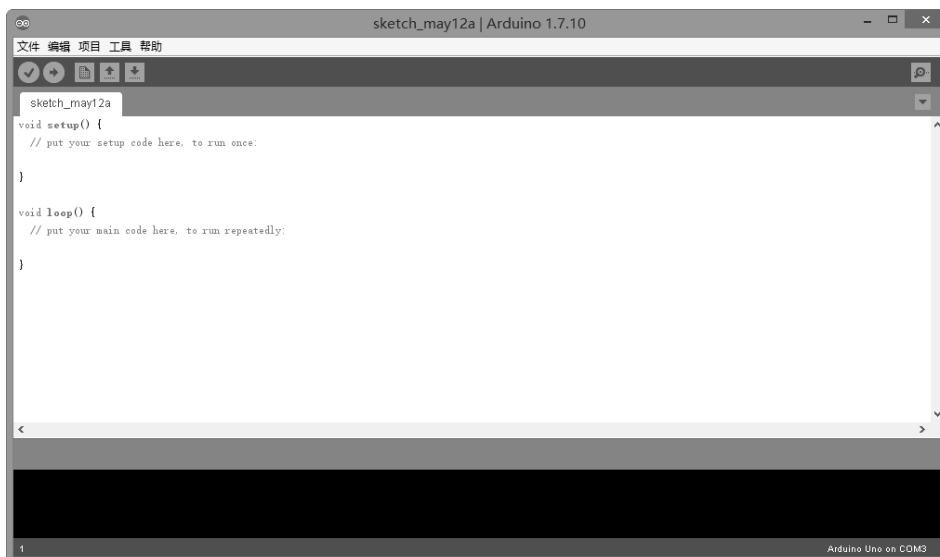 sketch_may12a | Arduino 1.7.10
文件 编辑 项目 工具 帮助
sketch_may12a
void setup() {
  // put your setup code here, to run once:
}
void loop() {
  // put your main code here, to run repeatedly:
}
1
Arduino Uno on COM3